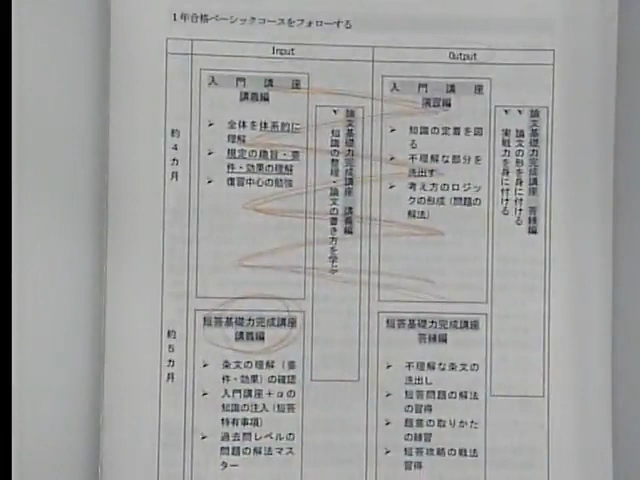 1年合格ベーシックコースをフォローする
Input
Output
約4カ月
入門講座
講義編
➢ 全体を体系的に
理解
➢ 規定の趣旨・要
件・効果の理解
➢ 復習中心の勉強
論文基礎力完成講座 講義編
➢ 知識の整理・論文の書き方を学ぶ
入門講座
演習編
➢ 知識の定着を図
る
➢ 不理解な部分を
洗出す
➢ 考え方のロジッ
クの形成(問題の
解法)
論文基礎力完成講座 答練編
➢ 論文の形を身に付ける
➢ 実戦力を身に付ける
約5カ月
短答基礎力完成講座
講義編
➢ 条文の理解(要
件・効果)の確認
➢ 入門講座+αの
知識の注入(短答
特有事項)
➢ 過去問レベルの
問題の解法マス
ター
短答基礎力完成講座
答練編
➢ 不理解な条文の
洗出し
➢ 短答問題の解法
の習得
➢ 題意の取りかた
の練習
➢ 短答攻略の戦法
習得